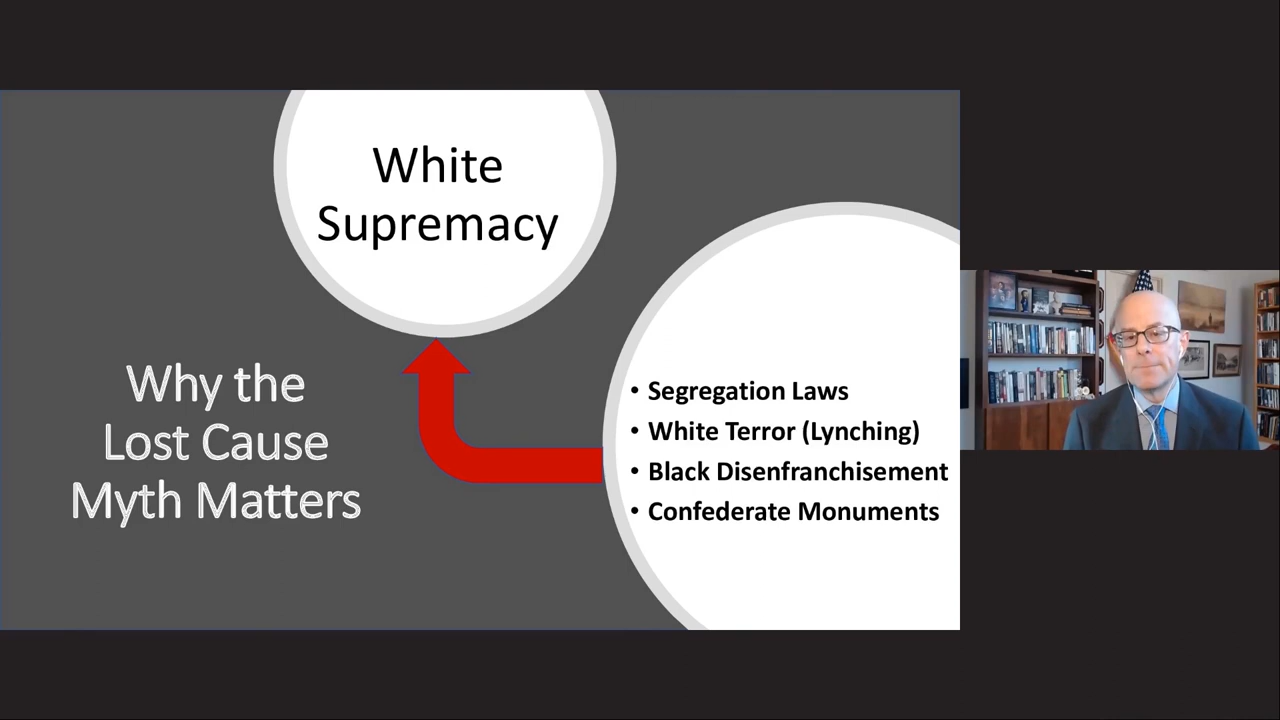 White
Supremacy
Why the
Lost Cause
Myth Matters
• Segregation Laws
• White Terror (Lynching)
• Black Disenfranchisement
• Confederate Monuments